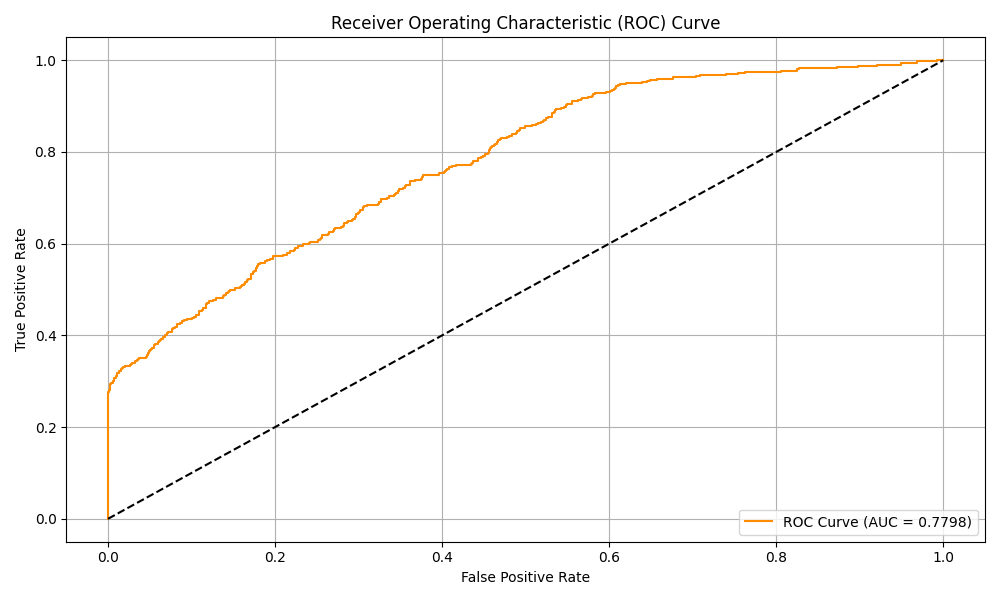 Receiver Operating Characteristic (ROC) Curve
True Positive Rate
1.0
0.8
0.6
0.4
0.2
0.0
ROC Curve (AUC = 0.7798)
0.0 0.2 0.4 0.6 0.8 1.0
False Positive Rate